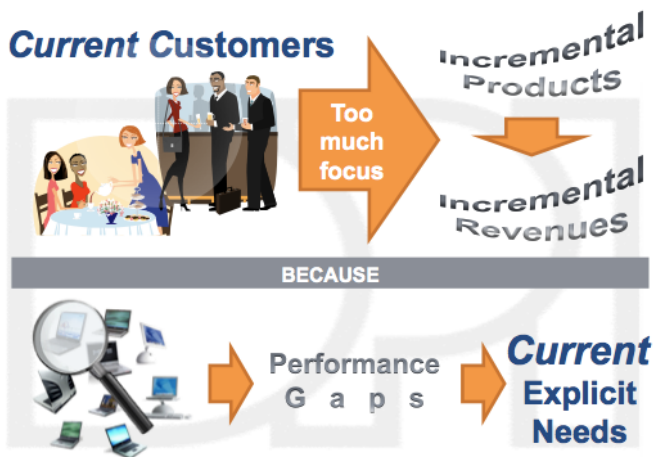 Current Customers
Too
much
focus
Incremental
Products
Incremental
Revenues
BECAUSE
Performance
Gaps
Current
Explicit
Needs